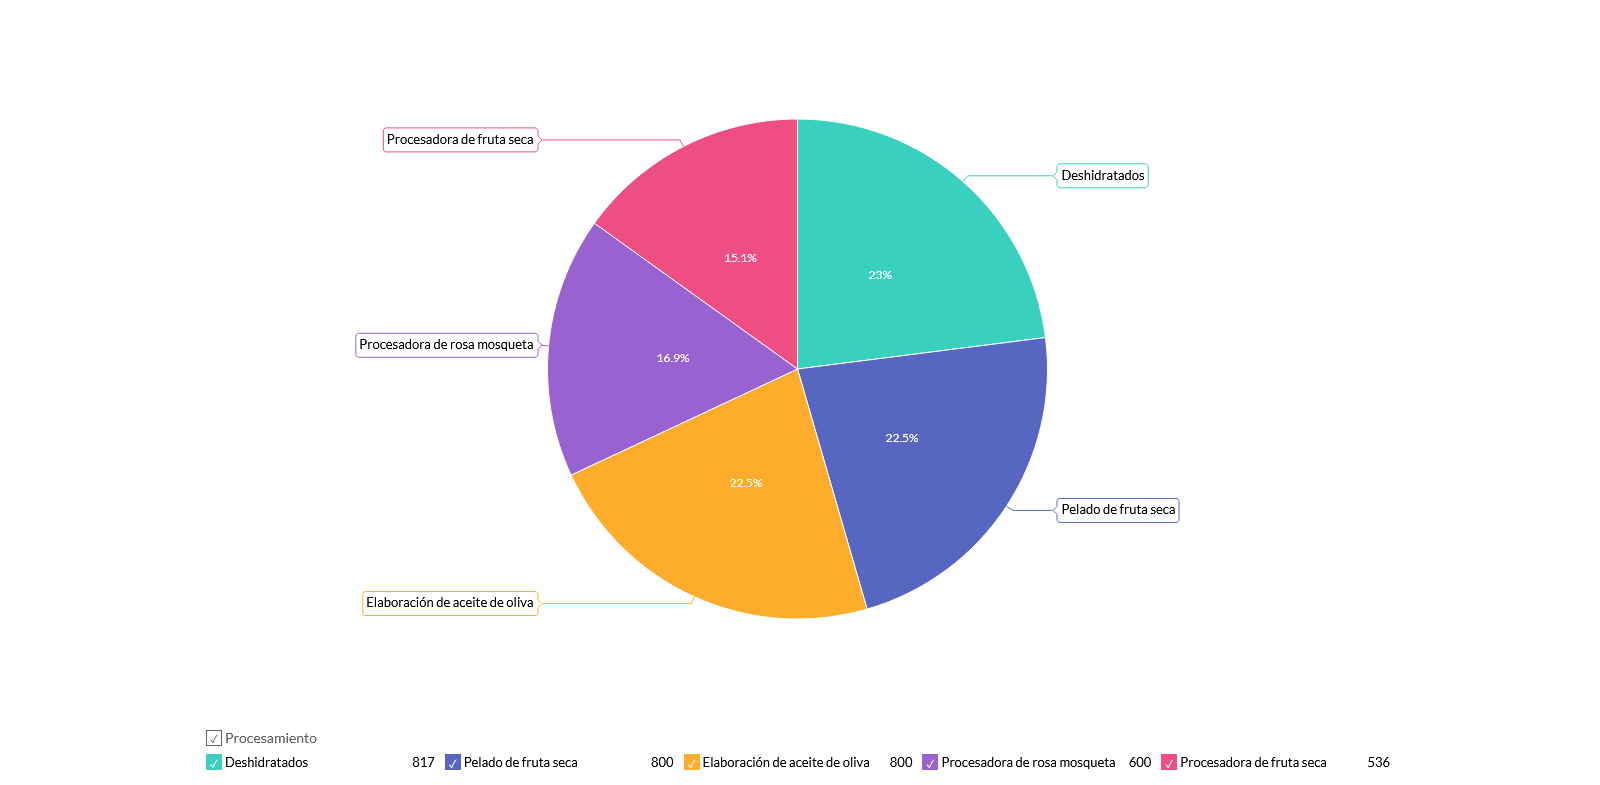 Procesadora de fruta seca
Deshidratados
15.1%
23%
Procesadora de rosa mosqueta
16.9%
22.5%
22.5%
Pelado de fruta seca
Elaboración de aceite de oliva
Procesamiento
Deshidratados 817 Pelado de fruta seca 800 Elaboración de aceite de oliva 800 Procesadora de rosa mosqueta 600 Procesadora de fruta seca 536